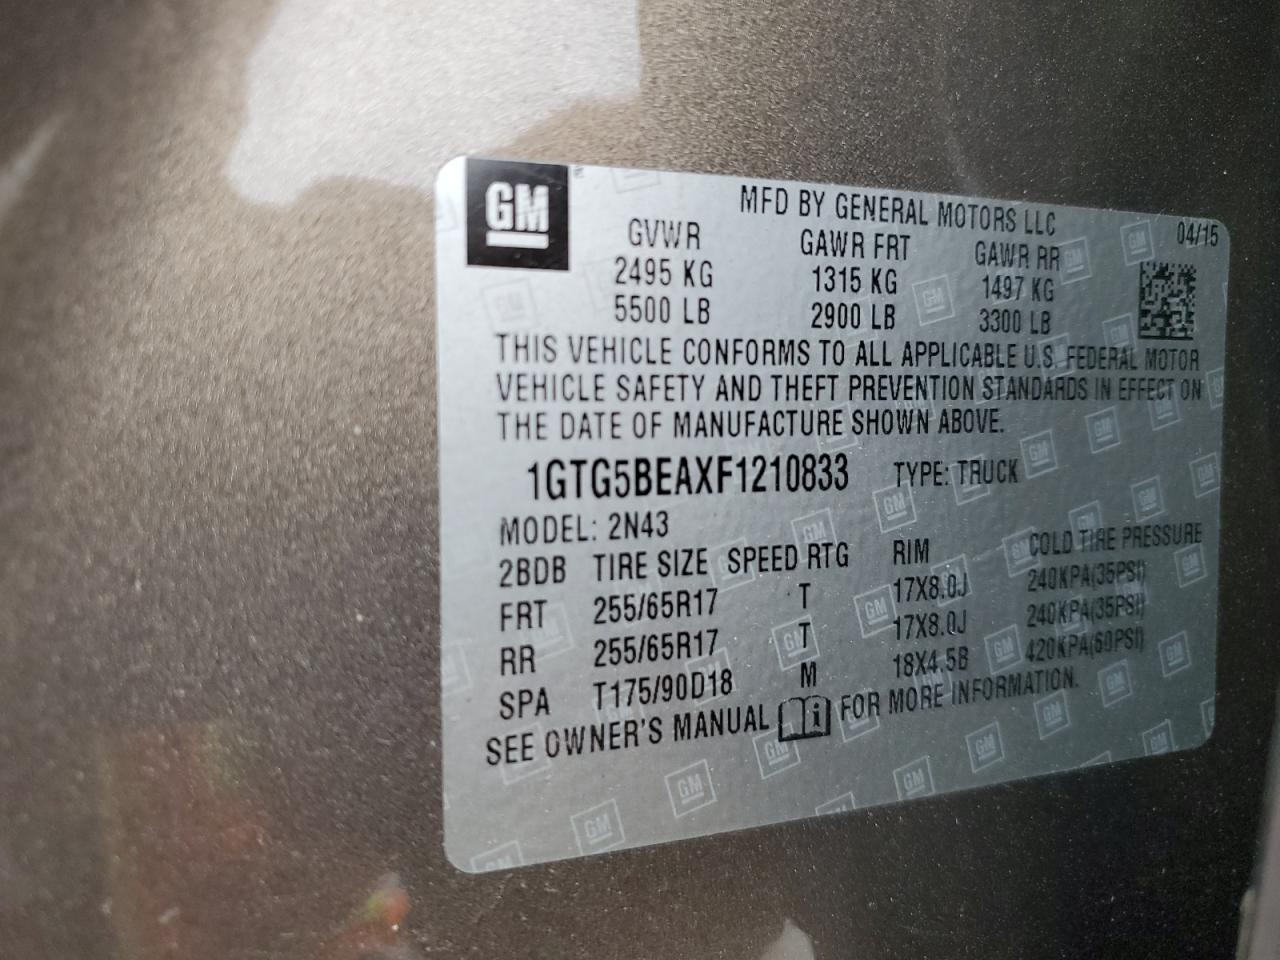 GM
MFD BY GENERAL MOTORS LLC
04/15
GVWR GAWR FRT GAWR RR
2495 KG 1315 KG 1497 KG
5500 LB 2900 LB 3300 LB
THIS VEHICLE CONFORMS TO ALL APPLICABLE U.S. FEDERAL MOTOR
VEHICLE SAFETY AND THEFT PREVENTION STANDARDS IN EFFECT ON
THE DATE OF MANUFACTURE SHOWN ABOVE.
1GTG5BEAXF1210833 TYPE: TRUCK
MODEL: 2N43
2BDB TIRE SIZE SPEED RTG RIM COLD TIRE PRESSURE
FRT 255/65R17 T 17X8.0J 240KPA(35PSI)
RR 255/65R17 T 17X8.0J 240KPA(35PSI)
SPA T175/90D18 M 18X4.5B 420KPA(60PSI)
SEE OWNER'S MANUAL FOR MORE INFORMATION.